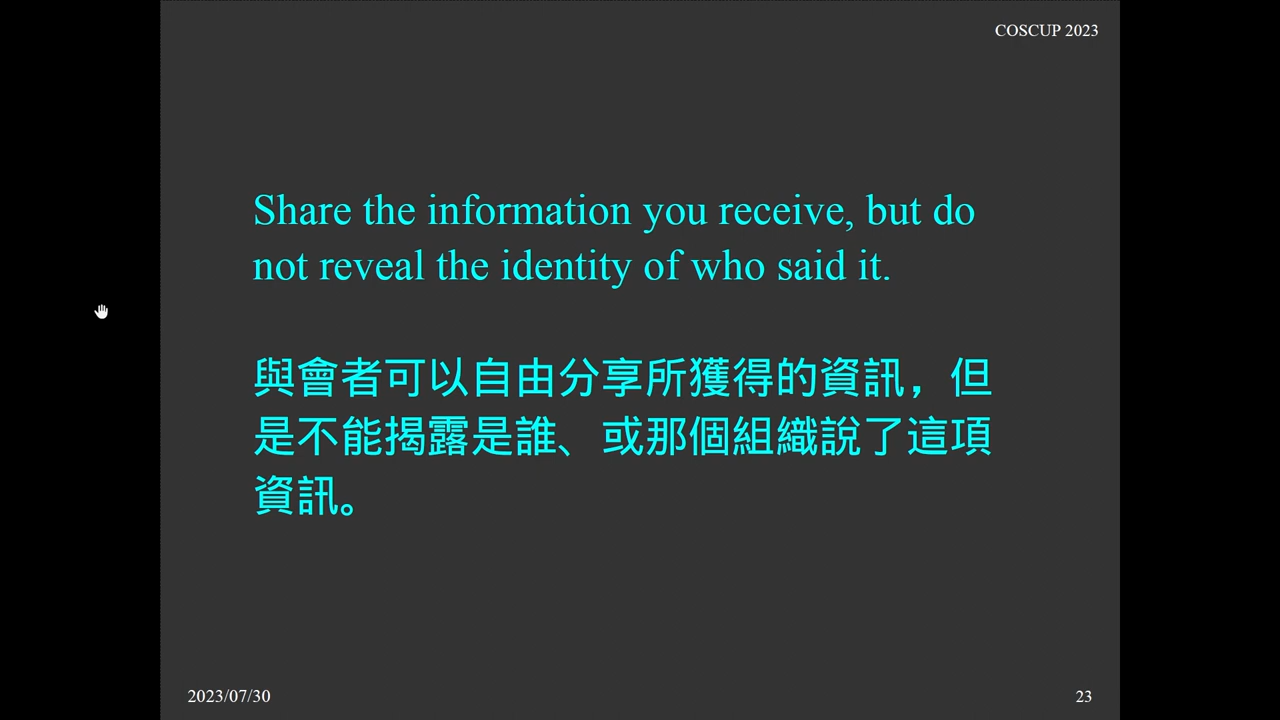 COSCUP 2023
Share the information you receive, but do
not reveal the identity of who said it.
與會者可以自由分享所獲得的資訊，但
是不能揭露是誰、或那個組織說了這項
資訊。
2023/07/30
23